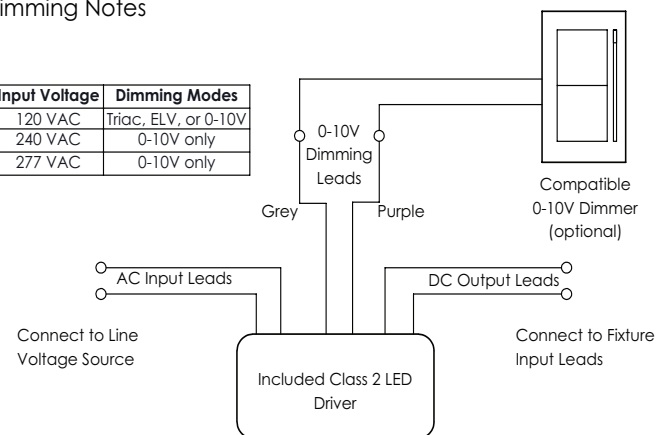 imming Notes
Input Voltage Dimming Modes
120 VAC Triac, ELV, or 0-10V
240 VAC 0-10V only
277 VAC 0-10V only
0-10V
Dimming
Leads
Grey
Purple
Compatible
0-10V Dimmer
(optional)
AC Input Leads
DC Output Leads
Connect to Line
Voltage Source
Connect to Fixture
Input Leads
Included Class 2 LED
Driver